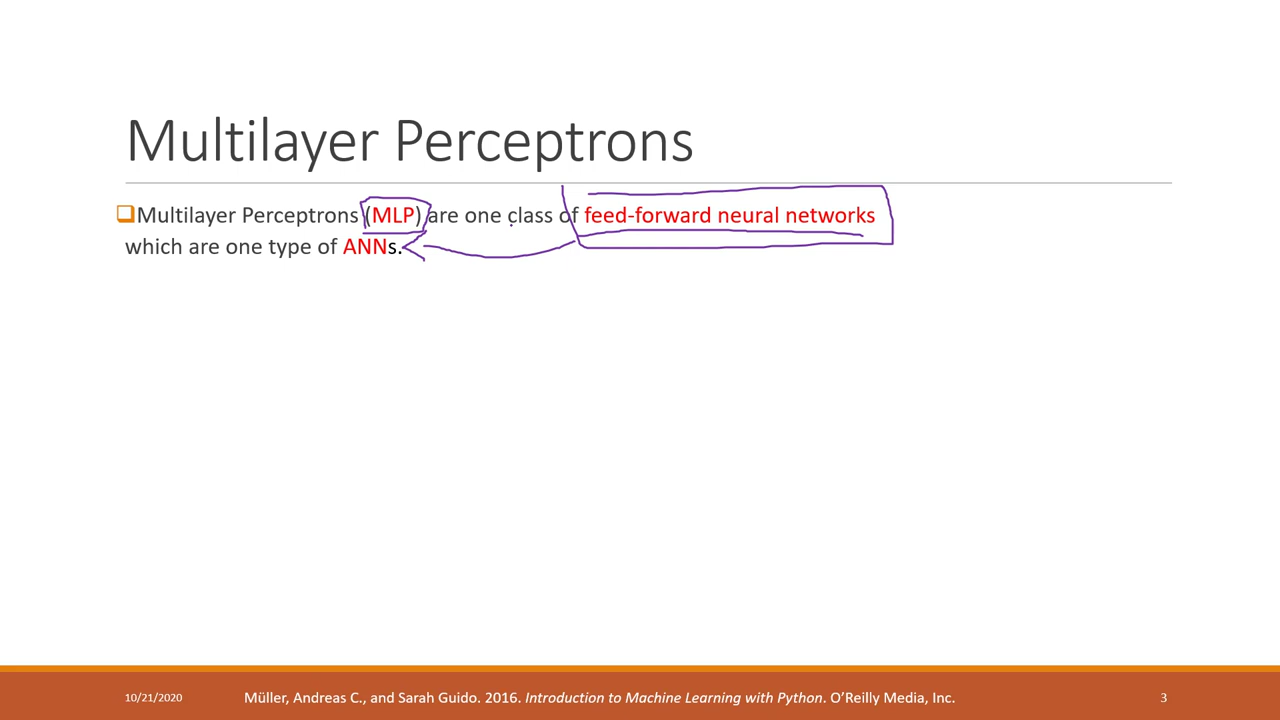 Multilayer Perceptrons
❑Multilayer Perceptrons (MLP) are one class of feed-forward neural networks
which are one type of ANNs.
10/21/2020 Müller, Andreas C., and Sarah Guido. 2016. Introduction to Machine Learning with Python. O’Reilly Media, Inc. 3